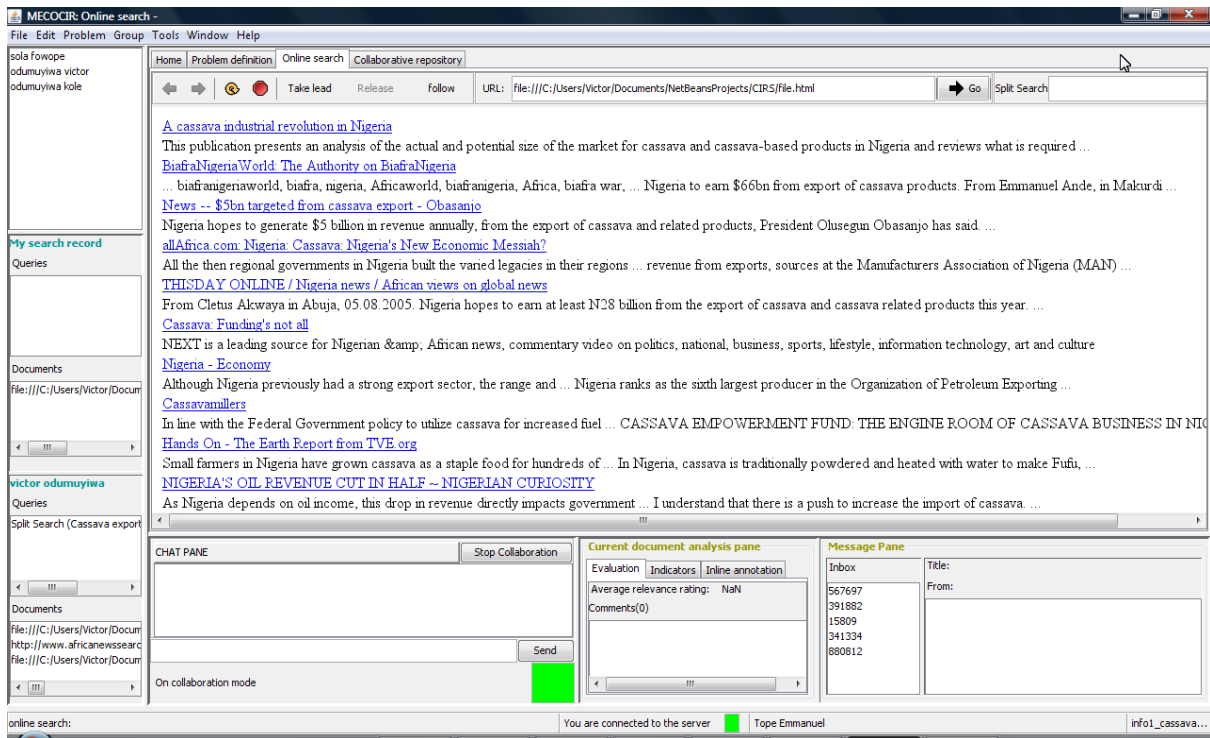 MECOCIR: Online search -
File Edit Problem Group Tools Window Help
sola fowope
odumuyiwa victor
odumuyiwa kole
My search record
Queries
Documents
file:///C:/Users/Victor/Docum
victor odumuyiwa
Queries
Split Search (Cassava export
Documents
file:///C:/Users/Victor/Docum
http://www.africanewssearc
file:///C:/Users/Victor/Docum
Home Problem definition Online search Collaborative repository
Take lead Release follow URL: file:///C:/Users/Victor/Documents/NetBeansProjects/CIRS/file.html Go Split Search
A cassava industrial revolution in Nigeria
This publication presents an analysis of the actual and potential size of the market for cassava and cassava-based products in Nigeria and reviews what is required ...
BiafraNigeriaWorld: The Authority on BiafraNigeria
... biafranigeriaworld, biafra, nigeria, Africaworld, biafranigeria, Africa, biafra war, ... Nigeria to earn $66bn from export of cassava products. From Emmanuel Ande, in Makurdi ...
News -- $5bn targeted from cassava export - Obasanjo
Nigeria hopes to generate $5 billion in revenue annually, from the export of cassava and related products, President Olusegun Obasanjo has said. ...
allAfrica.com: Nigeria: Cassava: Nigeria's New Economic Messiah?
All the then regional governments in Nigeria built the varied legacies in their regions ... revenue from exports, sources at the Manufacturers Association of Nigeria (MAN) ...
THISDAY ONLINE / Nigeria news / African views on global news
From Cletus Akwaya in Abuja, 05.08.2005. Nigeria hopes to earn at least N28 billion from the export of cassava and cassava related products this year. ...
Cassava: Funding's not all
NEXT is a leading source for Nigerian &amp; African news, commentary video on politics, national, business, sports, lifestyle, information technology, art and culture
Nigeria - Economy
Although Nigeria previously had a strong export sector, the range and ... Nigeria ranks as the sixth largest producer in the Organization of Petroleum Exporting ...
Cassavamillers
In line with the Federal Government policy to utilize cassava for increased fuel ... CASSAVA EMPOWERMENT FUND: THE ENGINE ROOM OF CASSAVA BUSINESS IN NIG
Hands On - The Earth Report from TVE.org
Small farmers in Nigeria have grown cassava as a staple food for hundreds of ... In Nigeria, cassava is traditionally powdered and heated with water to make Fufu, ...
NIGERIA'S OIL REVENUE CUT IN HALF ~ NIGERIAN CURIOSITY
As Nigeria depends on oil income, this drop in revenue directly impacts government ... I understand that there is a push to increase the import of cassava. ...
CHAT PANE Stop Collaboration
Send
On collaboration mode
Current document analysis pane
Evaluation Indicators Inline annotation
Average relevance rating: NaN
Comments(0)
Message Pane
Inbox
567697
391882
15809
341334
880812
Title:
From:
online search: You are connected to the server Tope Emmanuel info1_cassava...